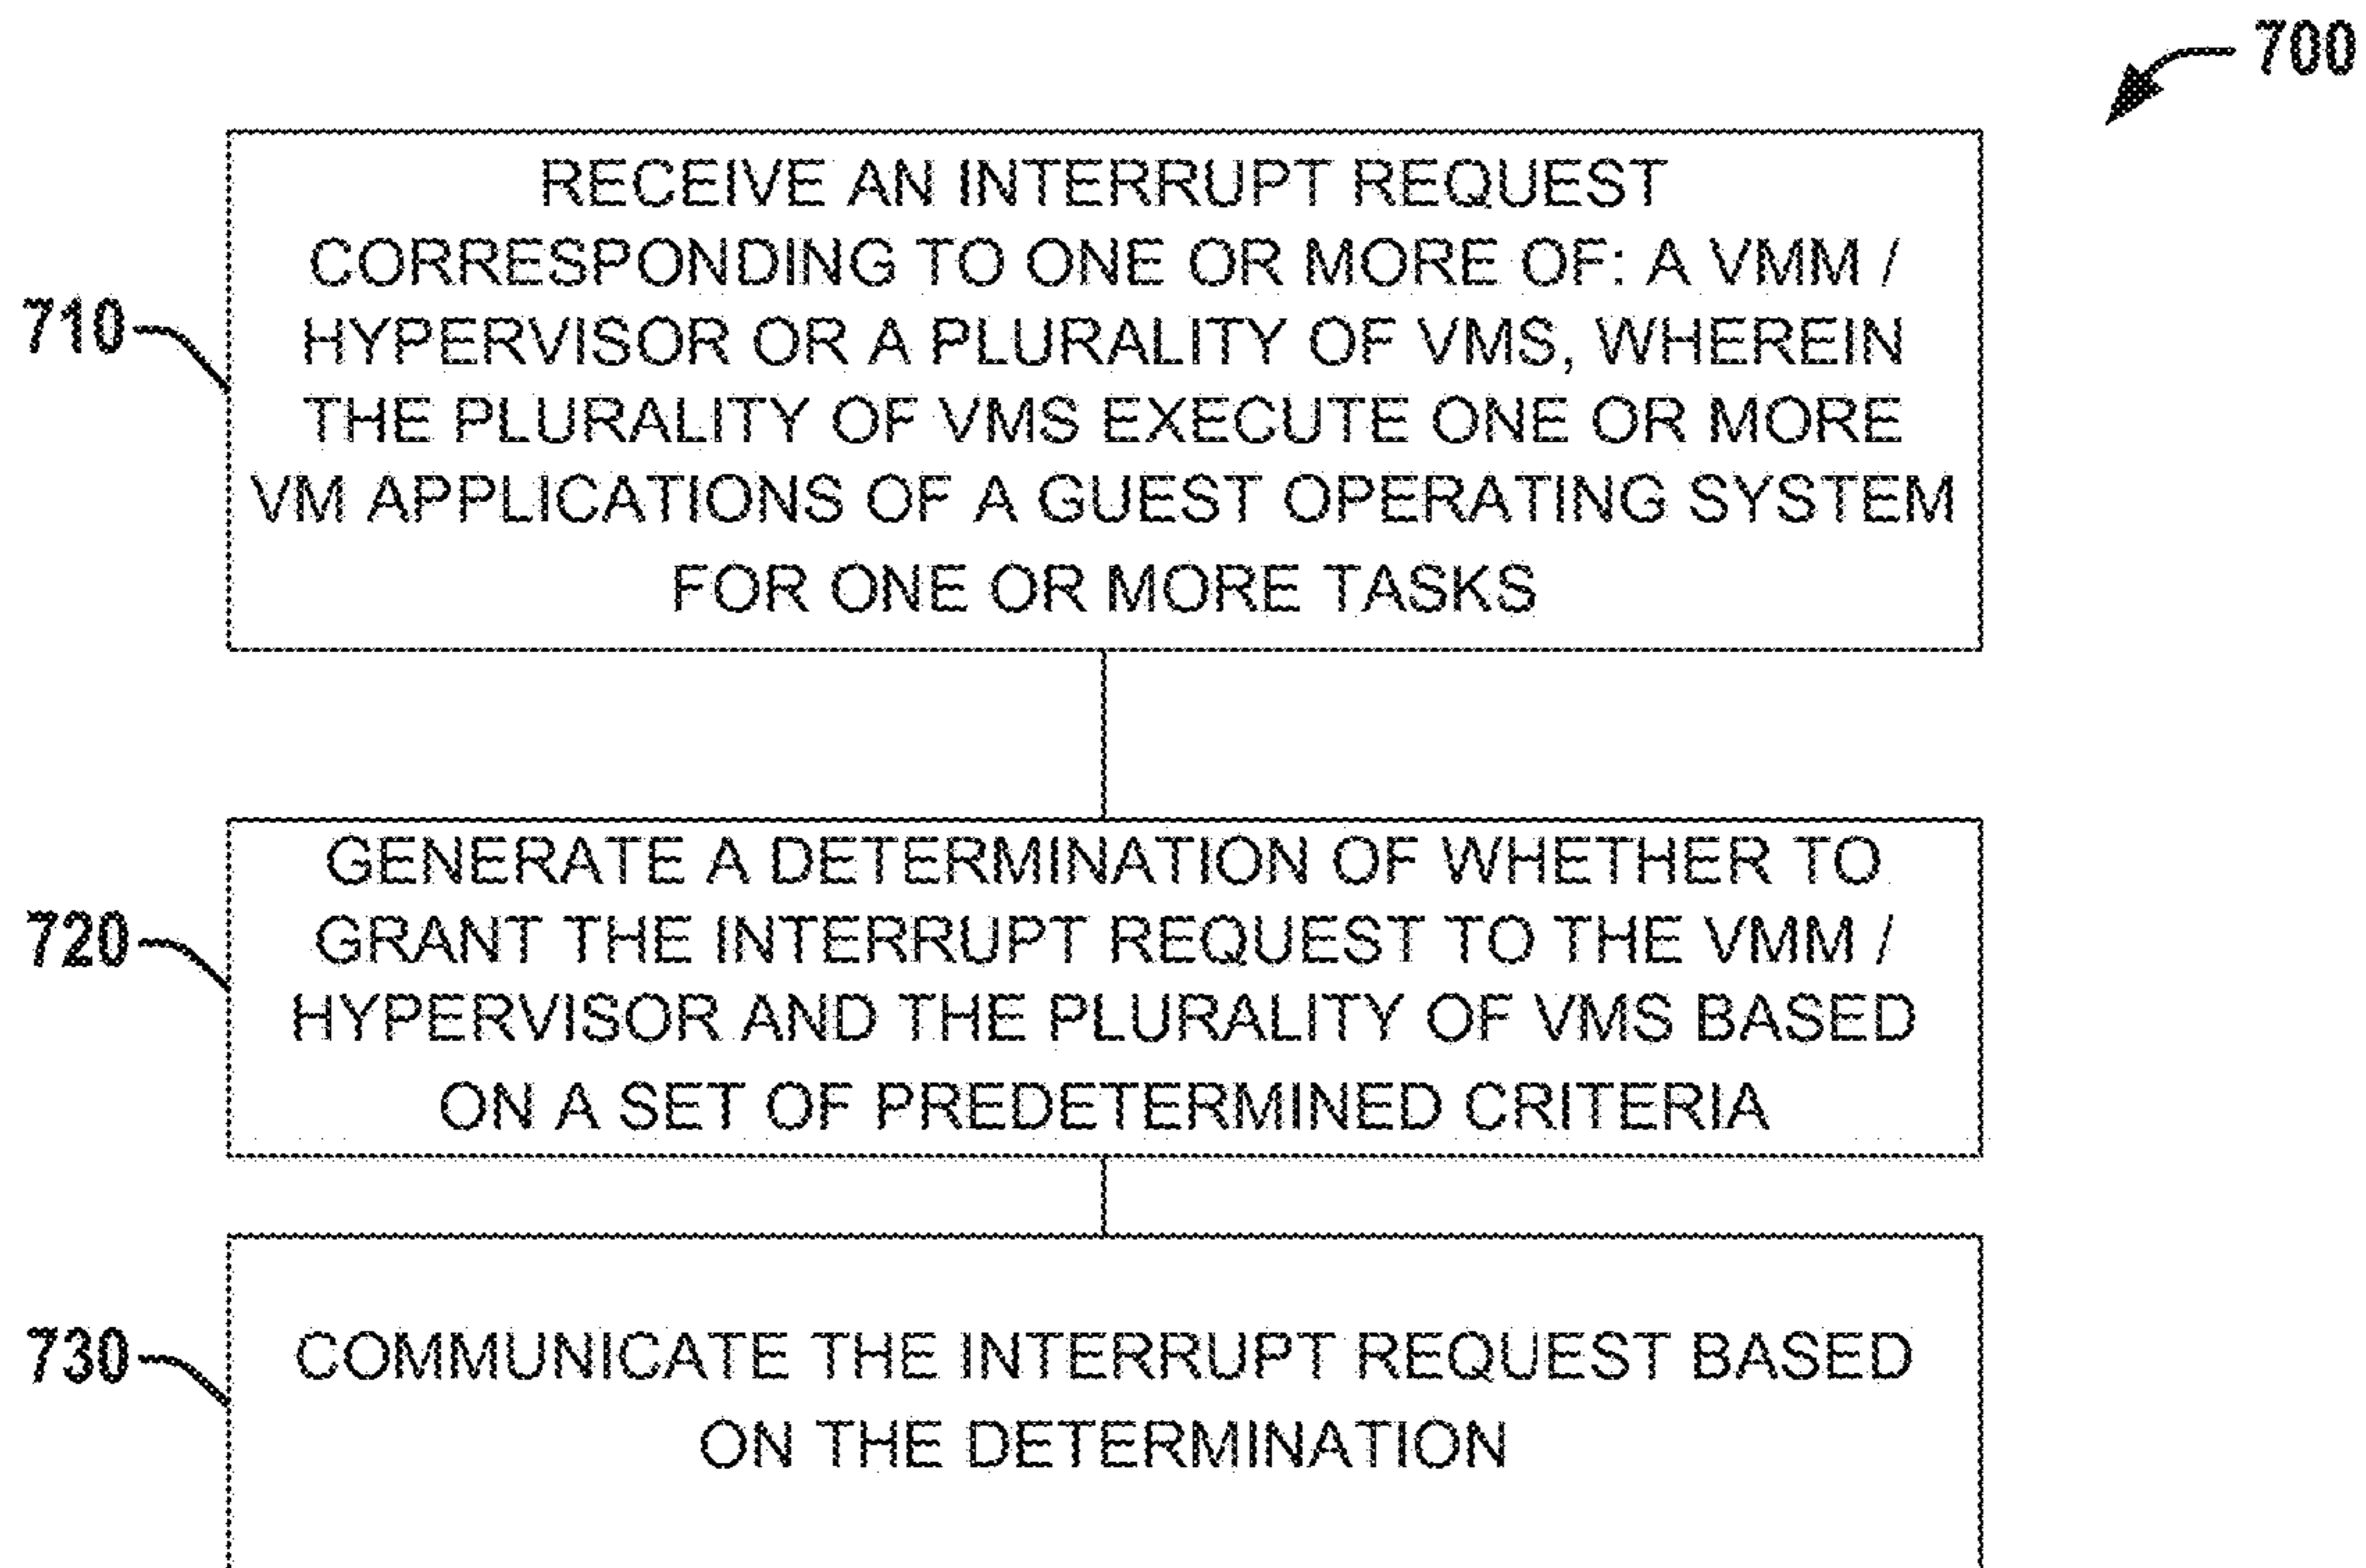 700
RECEIVE AN INTERRUPT REQUEST
CORRESPONDING TO ONE OR MORE OF: A VMM /
HYPERVISOR OR A PLURALITY OF VMS, WHEREIN
THE PLURALITY OF VMS EXECUTE ONE OR MORE
VM APPLICATIONS OF A GUEST OPERATING SYSTEM
FOR ONE OR MORE TASKS
710
GENERATE A DETERMINATION OF WHETHER TO
GRANT THE INTERRUPT REQUEST TO THE VMM /
HYPERVISOR AND THE PLURALITY OF VMS BASED
ON A SET OF PREDETERMINED CRITERIA
720
COMMUNICATE THE INTERRUPT REQUEST BASED
ON THE DETERMINATION
730